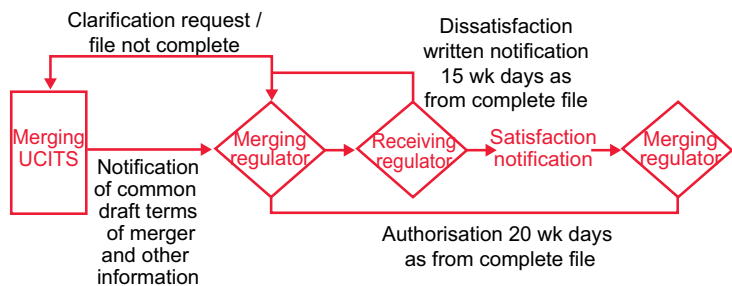 Clarification request /
file not complete
Dissatisfaction
written notification
15 wk days as
from complete file
Merging
UCITS
Notification
of common
draft terms
of merger
and other
information
Merging
regulator
Receiving
regulator
Satisfaction
notification
Merging
regulator
Authorisation 20 wk days
as from complete file